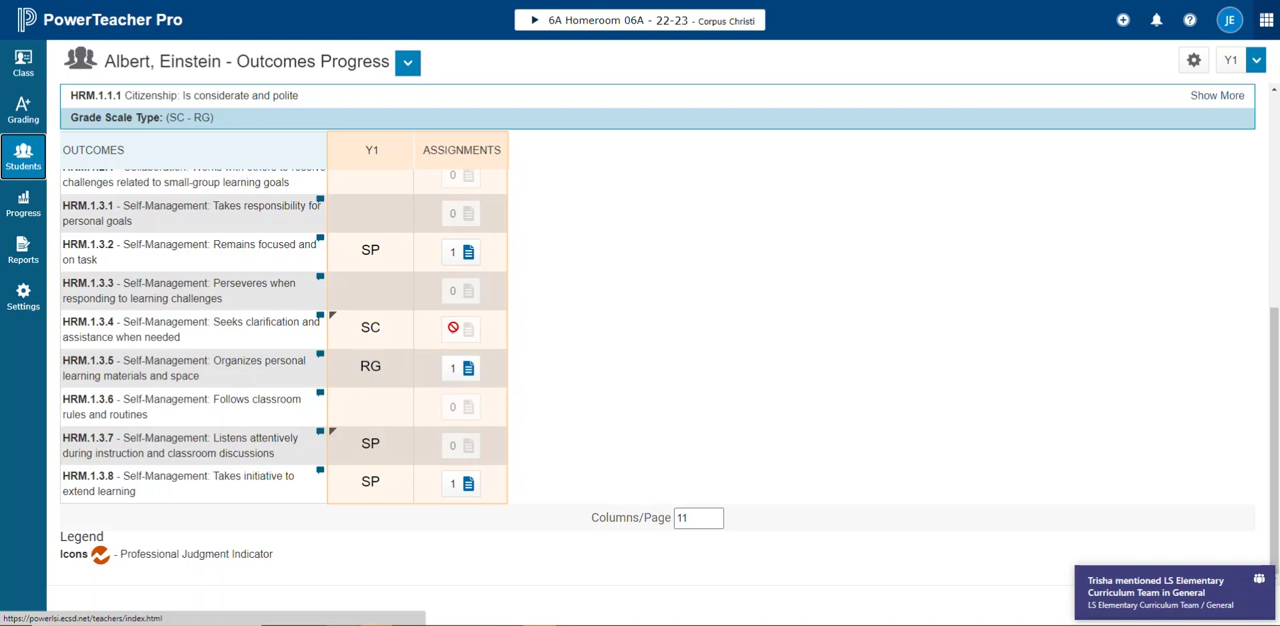 PowerTeacher Pro
6A Homeroom 06A - 22-23 - Corpus Christi
JE
Class
Grading
Students
Progress
Reports
Settings
Albert, Einstein - Outcomes Progress
Y1
HRM.1.1.1 Citizenship: Is considerate and polite
Show More
Grade Scale Type: (SC - RG)
OUTCOMES Y1 ASSIGNMENTS
challenges related to small-group learning goals
0
HRM.1.3.1 - Self-Management: Takes responsibility for
personal goals
0
HRM.1.3.2 - Self-Management: Remains focused and
on task
SP
1
HRM.1.3.3 - Self-Management: Perseveres when
responding to learning challenges
0
HRM.1.3.4 - Self-Management: Seeks clarification and
assistance when needed
SC
HRM.1.3.5 - Self-Management: Organizes personal
learning materials and space
RG
1
HRM.1.3.6 - Self-Management: Follows classroom
rules and routines
0
HRM.1.3.7 - Self-Management: Listens attentively
during instruction and classroom discussions
SP
0
HRM.1.3.8 - Self-Management: Takes initiative to
extend learning
SP
1
Columns/Page 11
Legend
Icons - Professional Judgment Indicator
Trisha mentioned LS Elementary
Curriculum Team in General
LS Elementary Curriculum Team / General
https://powerlsi.ecsd.net/teachers/index.html